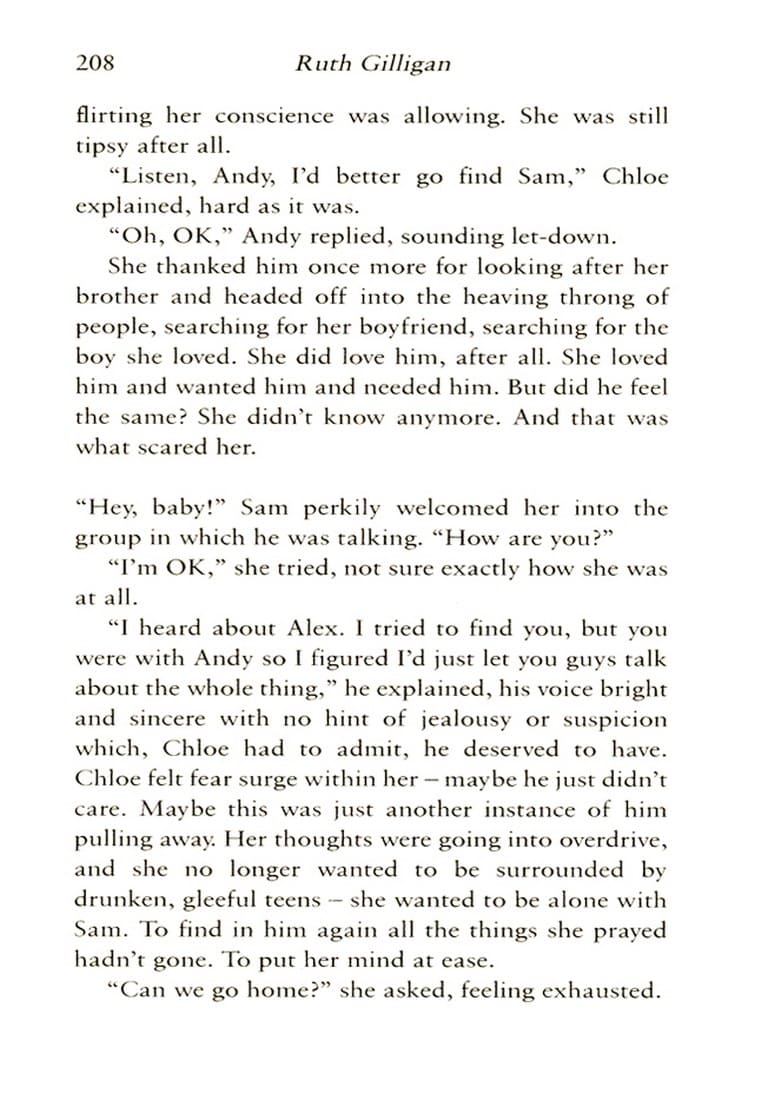 208 Ruth Gilligan
flirting her conscience was allowing. She was still
tipsy after all.
“Listen, Andy, I’d better go find Sam,” Chloe
explained, hard as it was.
“Oh, OK,” Andy replied, sounding let-down.
She thanked him once more for looking after her
brother and headed off into the heaving throng of
people, searching for her boyfriend, searching for the
boy she loved. She did love him, after all. She loved
him and wanted him and needed him. But did he feel
the same? She didn’t know anymore. And that was
what scared her.
“Hey, baby!” Sam perkily welcomed her into the
group in which he was talking. “How are you?”
“I’m OK,” she tried, not sure exactly how she was
at all.
“I heard about Alex. I tried to find you, but you
were with Andy so I figured I’d just let you guys talk
about the whole thing,” he explained, his voice bright
and sincere with no hint of jealousy or suspicion
which, Chloe had to admit, he deserved to have.
Chloe felt fear surge within her – maybe he just didn’t
care. Maybe this was just another instance of him
pulling away. Her thoughts were going into overdrive,
and she no longer wanted to be surrounded by
drunken, gleeful teens – she wanted to be alone with
Sam. To find in him again all the things she prayed
hadn’t gone. To put her mind at ease.
“Can we go home?” she asked, feeling exhausted.